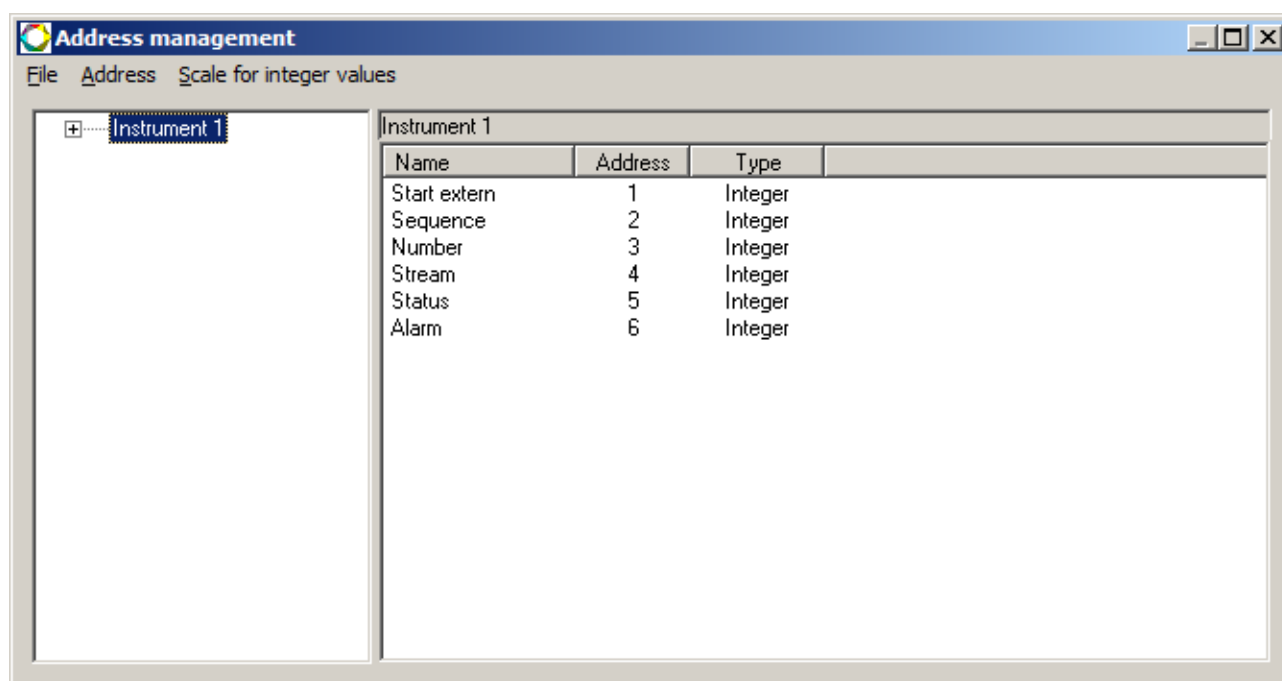 Address management
File Address Scale for integer values
Instrument 1
Instrument 1
Name Address Type
Start extern 1 Integer
Sequence 2 Integer
Number 3 Integer
Stream 4 Integer
Status 5 Integer
Alarm 6 Integer